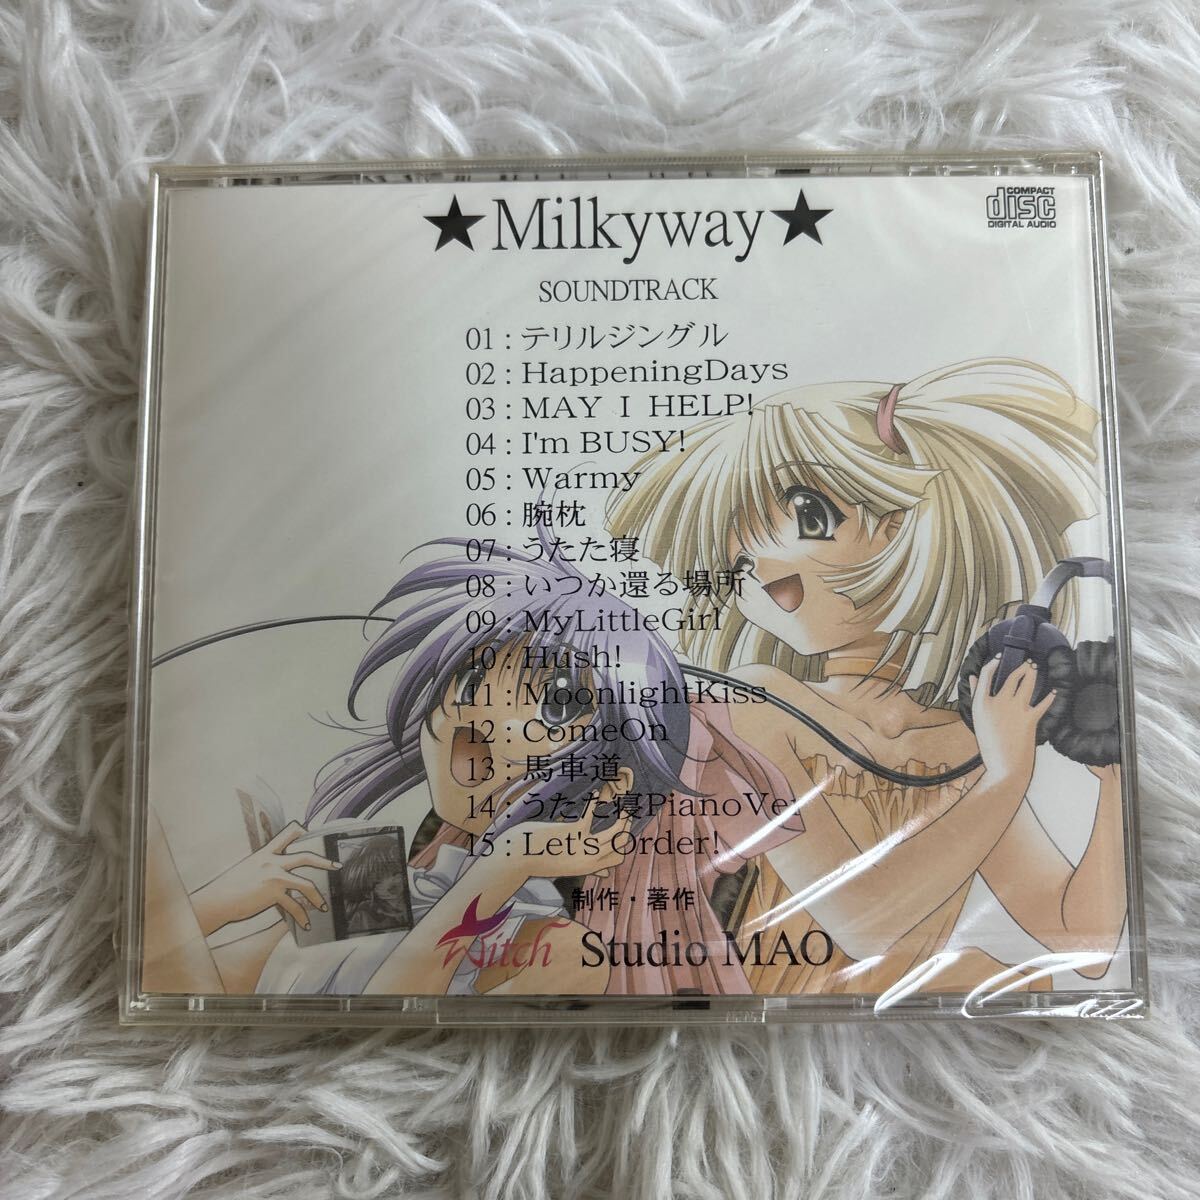 ★Milkyway★
COMPACT
disc
DIGITAL AUDIO
SOUNDTRACK
01 : テリルジングル
02 : HappeningDays
03 : MAY I HELP!
04 : I'm BUSY!
05 : Warmy
06 : 腕枕
07 : うたた寝
08 : いつか還る場所
09 : MyLittleGirl
10 : Hush!
11 : MoonlightKiss
12 : ComeOn
13 : 馬車道
14 : うたた寝PianoVer
15 : Let's Order!
制作・著作
Witch Studio MAO